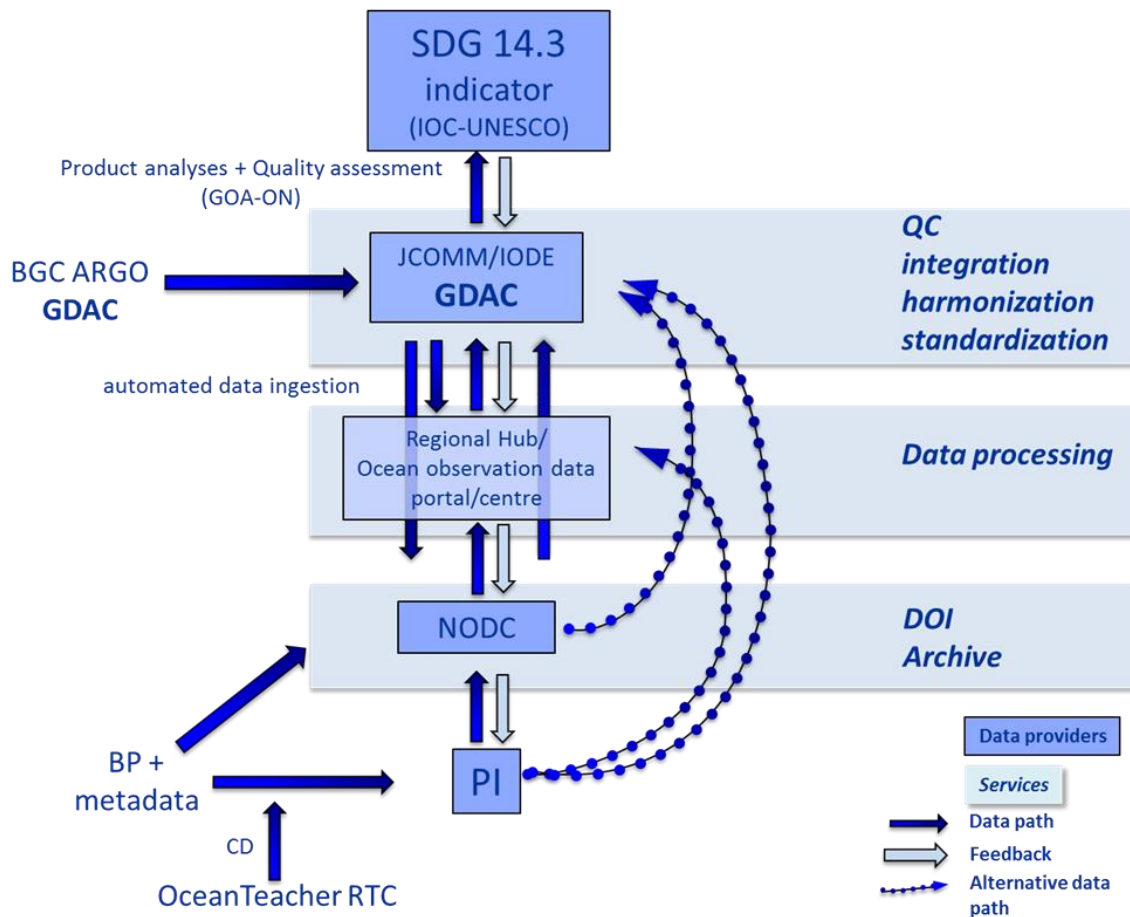 SDG 14.3
indicator
(IOC-UNESCO)
Product analyses + Quality assessment
(GOA-ON)
QC
integration
harmonization
standardization
JCOMM/IODE
GDAC
BGC ARGO
GDAC
automated data ingestion
Regional Hub/
Ocean observation data
portal/centre
Data processing
NODC
DOI
Archive
PI
BP +
metadata
CD
OceanTeacher RTC
Data providers
Services
Data path
Feedback
Alternative data
path